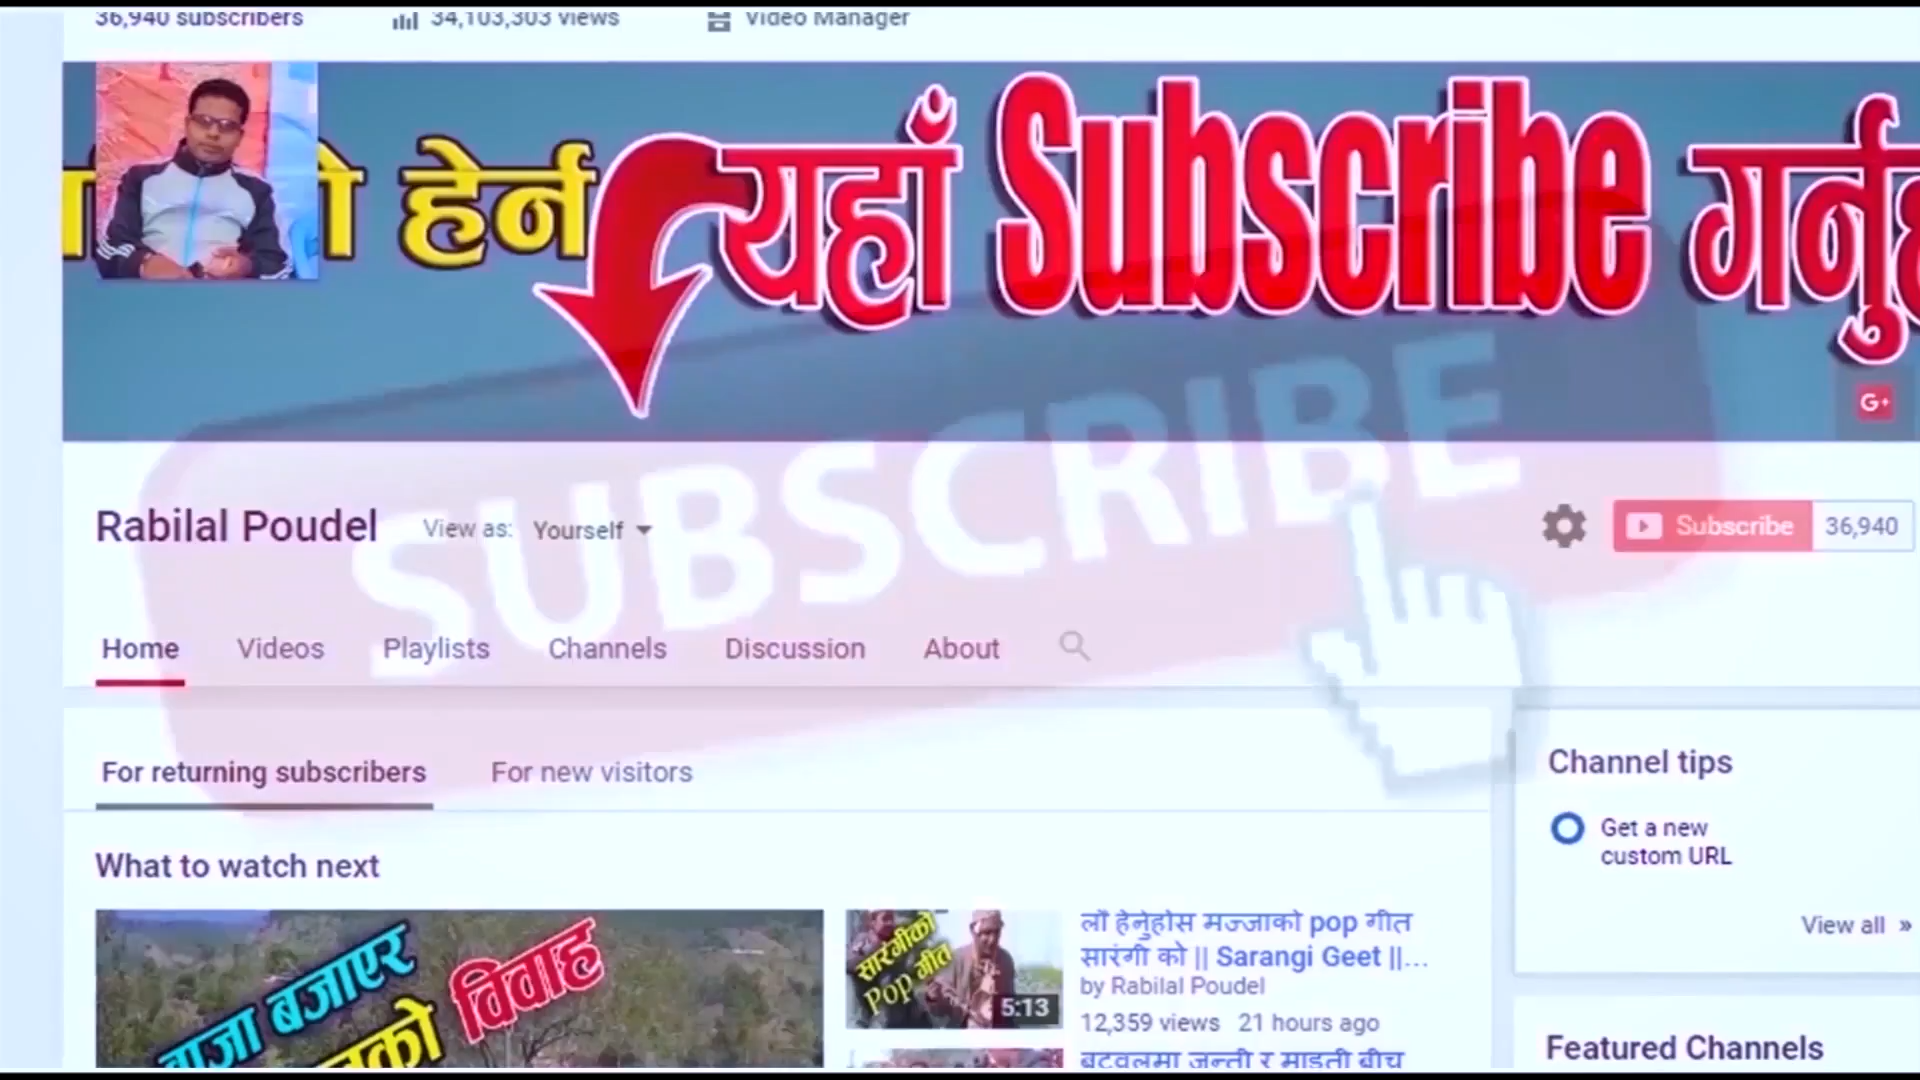 36,940 subscribers 34,103,303 views Video Manager
हेर्न यहाँ Subscribe
G+
SUBSCRIBE
Rabilal Poudel View as: Yourself Subscribe 36,940
Home Videos Playlists Channels Discussion About
For returning subscribers For new visitors
Channel tips
Get a new
custom URL
View all »
What to watch next
बजाएर विवाह
सारंगीको
pop गीत
5:13
लौ हेर्नुहोस मज्जाको pop गीत
सारंगी को || Sarangi Geet ||...
by Rabilal Poudel
12,359 views 21 hours ago
बुटवलमा जन्ती र माइती बीच
Featured Channels